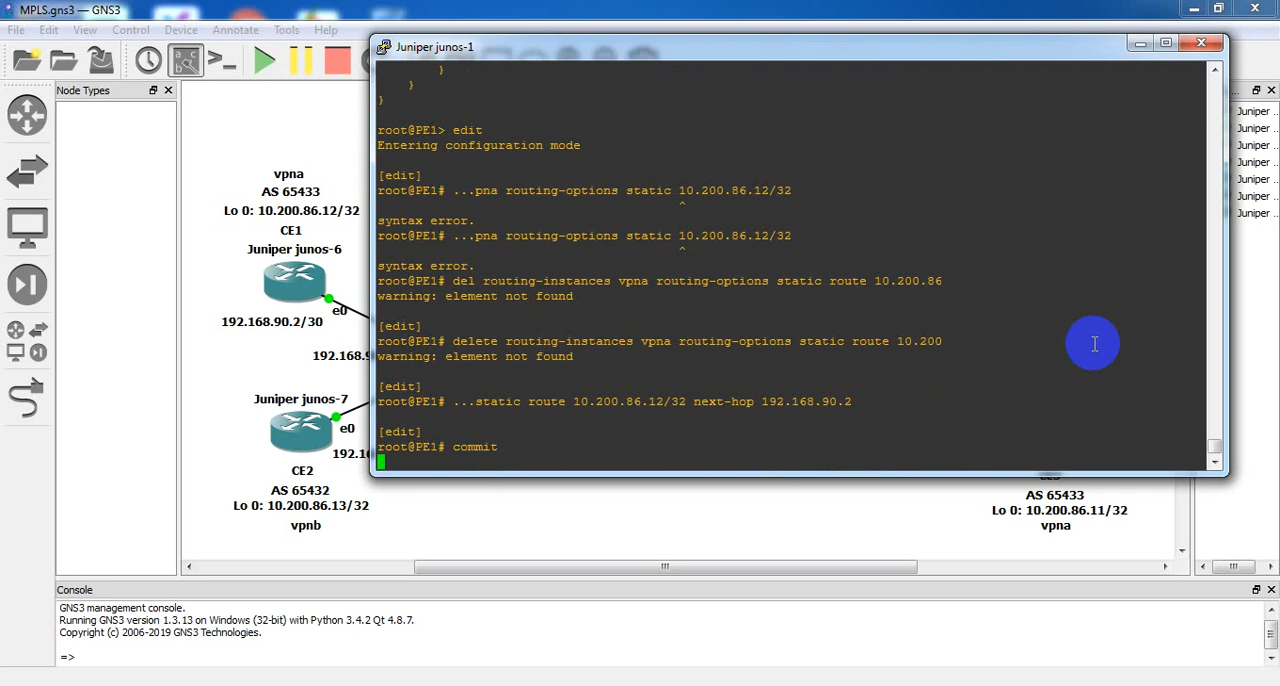 MPLS.gns3 — GNS3
File Edit View Control Device Annotate Tools Help
Node Types
Juniper junos-1
}
}
}
root@PE1> edit
Entering configuration mode
[edit]
root@PE1# ...pna routing-options static 10.200.86.12/32
^
syntax error.
root@PE1# ...pna routing-options static 10.200.86.12/32
^
syntax error.
root@PE1# del routing-instances vpna routing-options static route 10.200.86
warning: element not found
[edit]
root@PE1# delete routing-instances vpna routing-options static route 10.200
warning: element not found
[edit]
root@PE1# ...static route 10.200.86.12/32 next-hop 192.168.90.2
[edit]
root@PE1# commit
vpna
AS 65433
Lo 0: 10.200.86.12/32
CE1
Juniper junos-6
e0
192.168.90.2/30
192.168.9
Juniper junos-7
e0
192.16
CE2
AS 65432
Lo 0: 10.200.86.13/32
vpnb
AS 65433
Lo 0: 10.200.86.11/32
vpna
...
Juniper ...
Juniper ...
Juniper ...
Juniper ...
Juniper ...
Juniper ...
Juniper ...
Console
GNS3 management console.
Running GNS3 version 1.3.13 on Windows (32-bit) with Python 3.4.2 Qt 4.8.7.
Copyright (c) 2006-2019 GNS3 Technologies.
=>